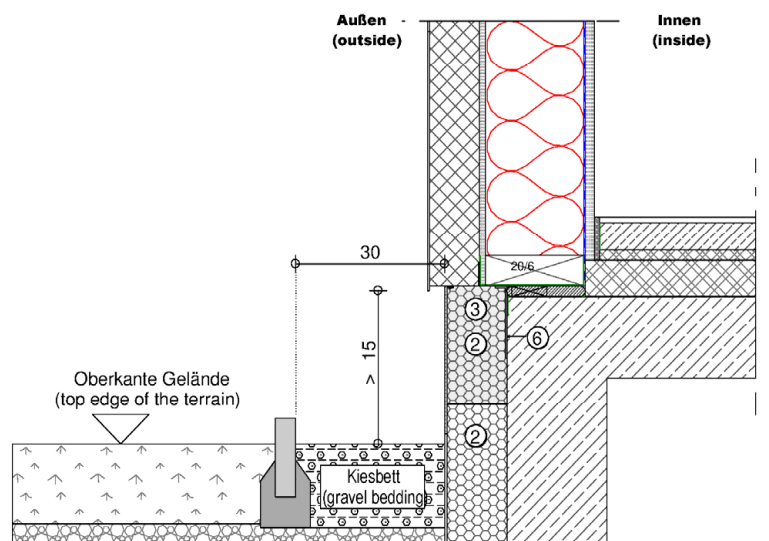 Außen
(outside)
Innen
(inside)
20/6
30
3
2
6
> 15
Oberkante Gelände
(top edge of the terrain)
2
Kiesbett
(gravel bedding)